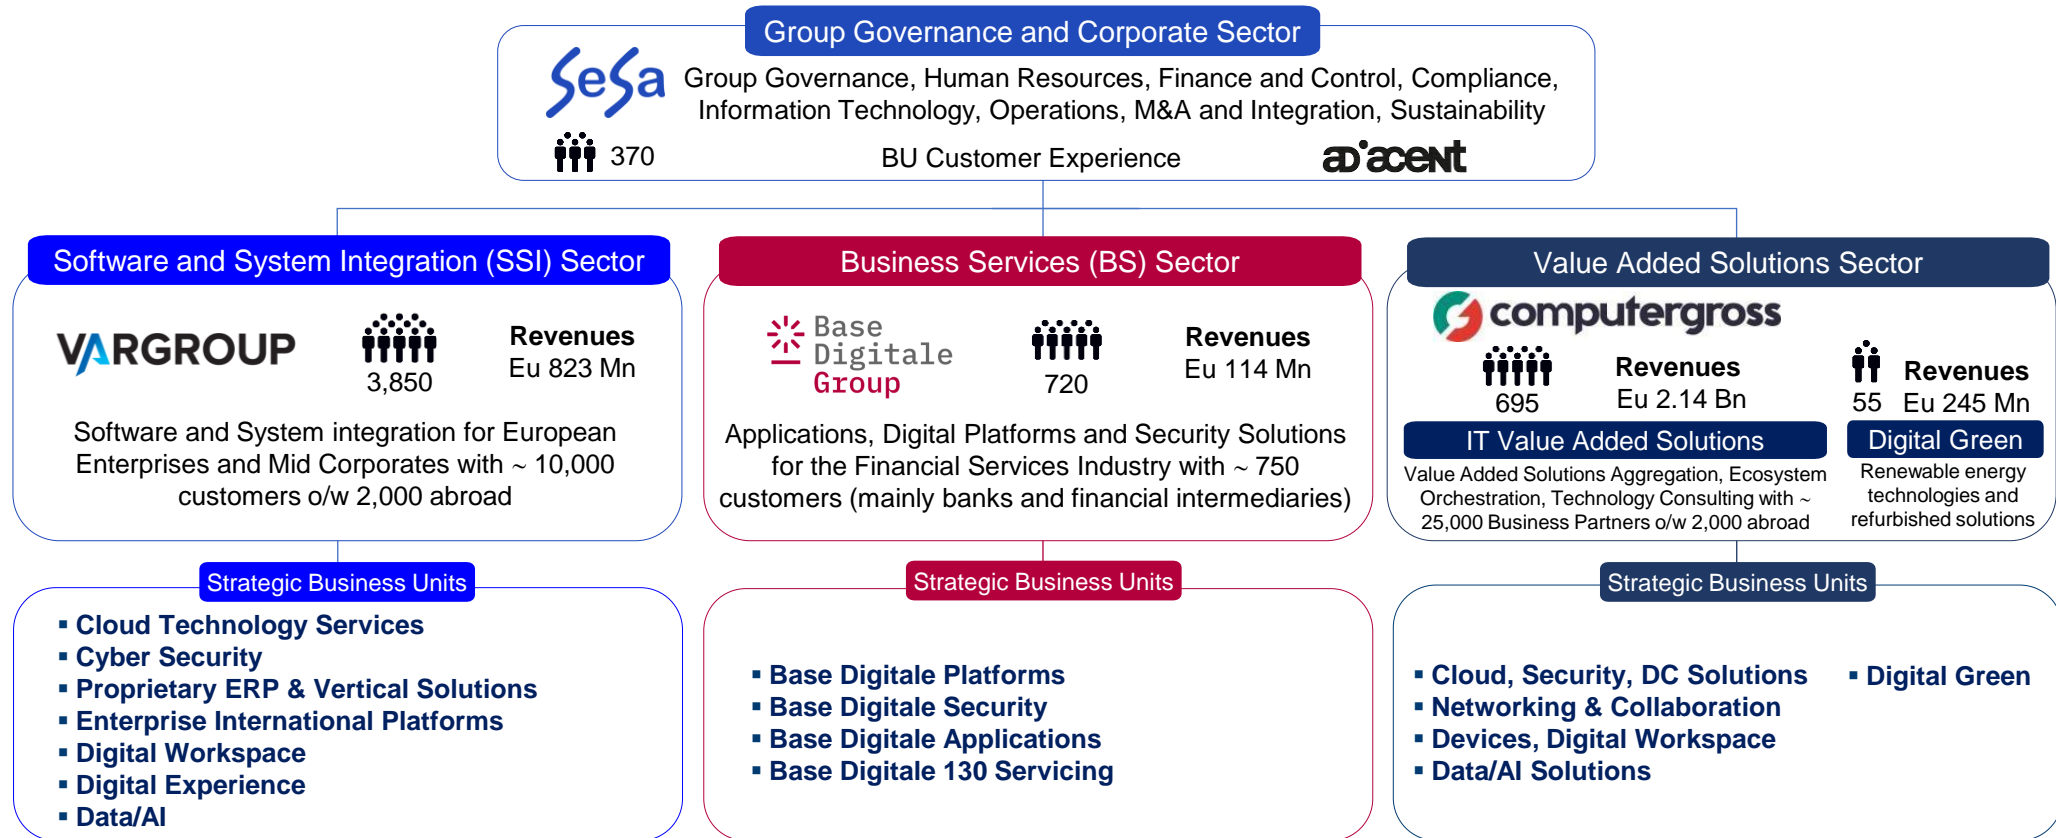 Group Governance and Corporate Sector
SeSa
Group Governance, Human Resources, Finance and Control, Compliance,
Information Technology, Operations, M&A and Integration, Sustainability
370
BU Customer Experience
aD'aceNt
Software and System Integration (SSI) Sector
VARGROUP
3,850
Revenues
Eu 823 Mn
Software and System integration for European
Enterprises and Mid Corporates with ~ 10,000
customers o/w 2,000 abroad
Strategic Business Units
▪ Cloud Technology Services
▪ Cyber Security
▪ Proprietary ERP & Vertical Solutions
▪ Enterprise International Platforms
▪ Digital Workspace
▪ Digital Experience
▪ Data/AI
Business Services (BS) Sector
Base
Digitale
Group
720
Revenues
Eu 114 Mn
Applications, Digital Platforms and Security Solutions
for the Financial Services Industry with ~ 750
customers (mainly banks and financial intermediaries)
Strategic Business Units
▪ Base Digitale Platforms
▪ Base Digitale Security
▪ Base Digitale Applications
▪ Base Digitale 130 Servicing
Value Added Solutions Sector
computergross
695
Revenues
Eu 2.14 Bn
IT Value Added Solutions
Value Added Solutions Aggregation, Ecosystem
Orchestration, Technology Consulting with ~
25,000 Business Partners o/w 2,000 abroad
55
Revenues
Eu 245 Mn
Digital Green
Renewable energy
technologies and
refurbished solutions
Strategic Business Units
▪ Cloud, Security, DC Solutions
▪ Networking & Collaboration
▪ Devices, Digital Workspace
▪ Data/AI Solutions
▪ Digital Green